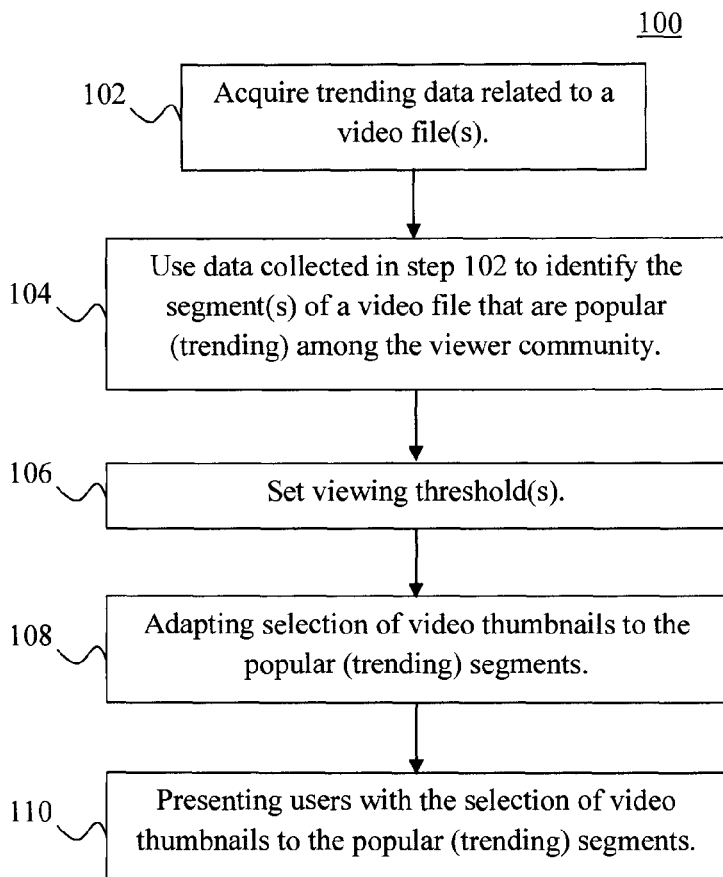 100
102
Acquire trending data related to a
video file(s).
104
Use data collected in step 102 to identify the
segment(s) of a video file that are popular
(trending) among the viewer community.
106
Set viewing threshold(s).
108
Adapting selection of video thumbnails to the
popular (trending) segments.
110
Presenting users with the selection of video
thumbnails to the popular (trending) segments.